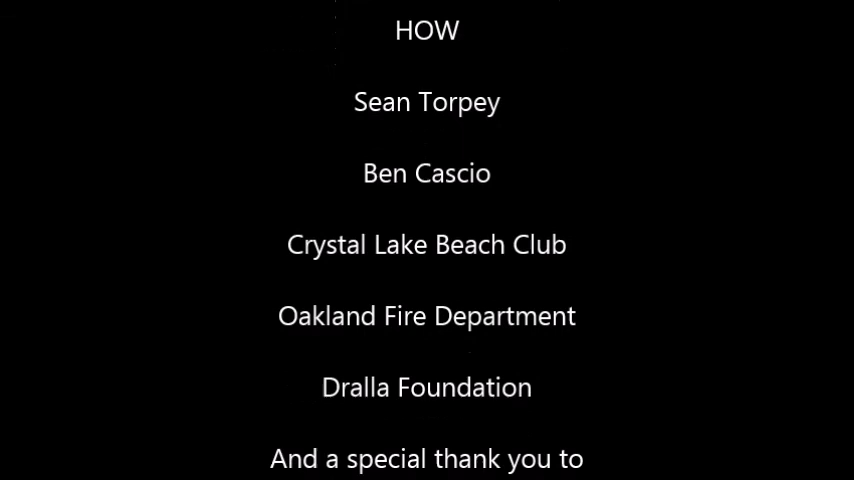 HOW
Sean Torpey
Ben Cascio
Crystal Lake Beach Club
Oakland Fire Department
Dralla Foundation
And a special thank you to